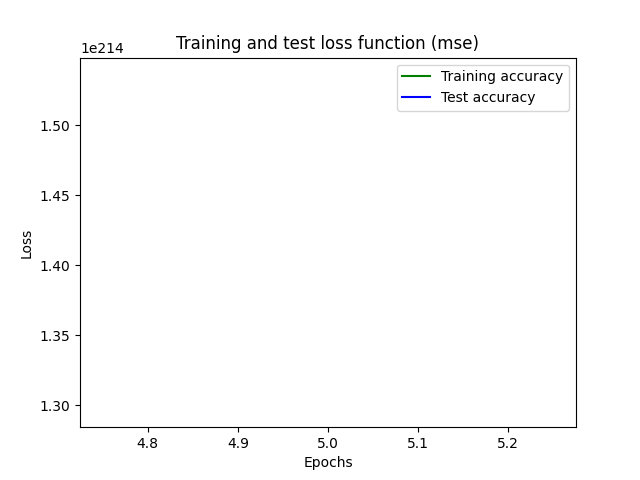 Training and test loss function (mse)
1e214
Training accuracy
Test accuracy
1.50
1.45
1.40
1.35
1.30
Loss
4.8 4.9 5.0 5.1 5.2
Epochs